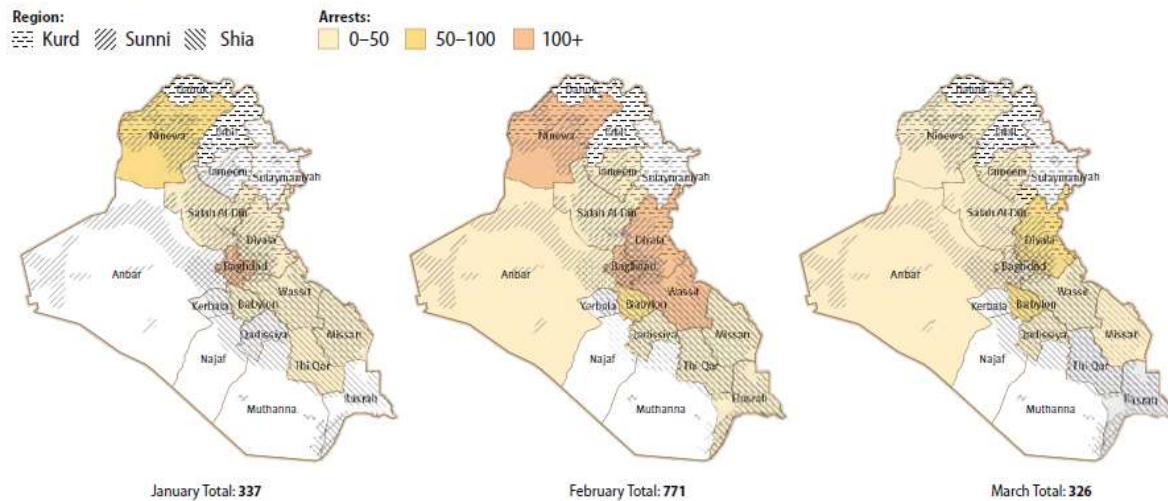 Region:
Arrests:
Kurd Sunni Shia
0–50 50–100 100+
Dahuk
Ninewa
Erbil
Tameem
Sulaymaniyah
Salah Al Din
Diyala
Anbar
Baghdad
Wassit
Kerbala
Babylon
Qadissiya
Missan
Najaf
Thi Qar
Basrah
Muthanna
January Total: 337
Dahuk
Ninewa
Erbil
Tameem
Sulaymaniyah
Salah Al Din
Diyala
Anbar
Baghdad
Wassit
Kerbala
Babylon
Qadissiya
Missan
Najaf
Thi Qar
Basrah
Muthanna
February Total: 771
Dahuk
Ninewa
Erbil
Tameem
Sulaymaniyah
Salah Al Din
Diyala
Anbar
Baghdad
Wassit
Kerbala
Babylon
Qadissiya
Missan
Najaf
Thi Qar
Basrah
Muthanna
March Total: 326